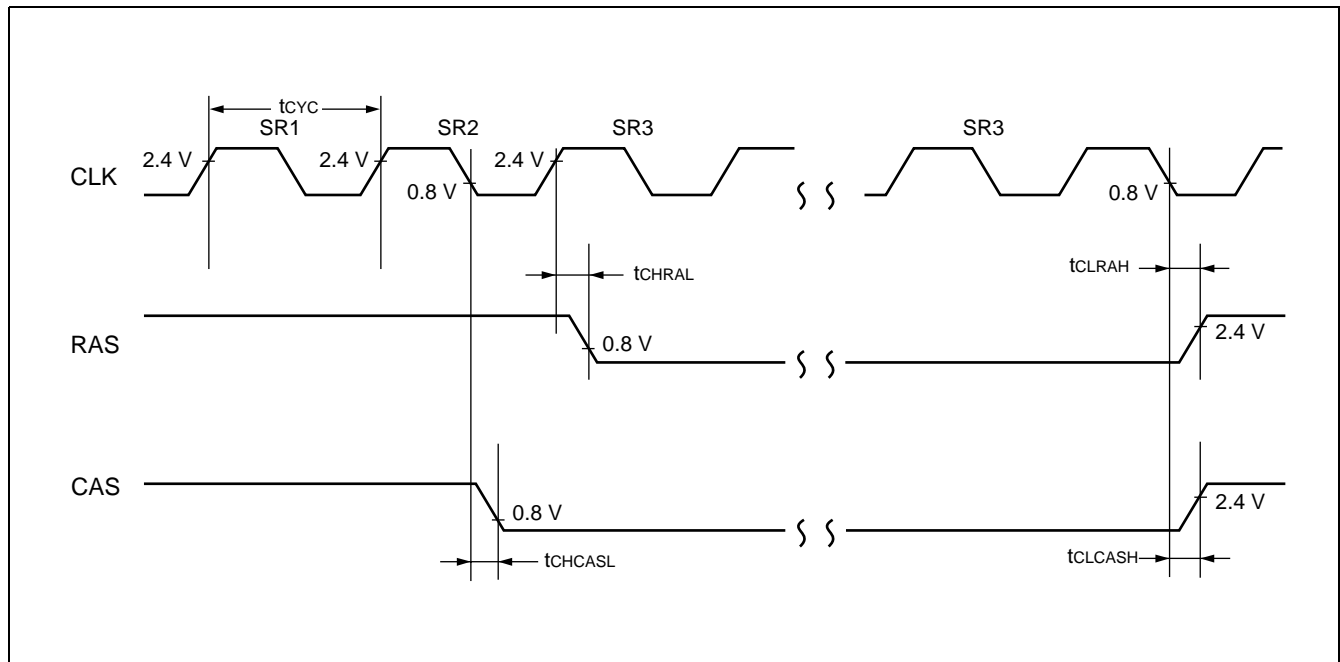 tCYC
SR1 SR2 SR3 SR3
2.4 V 2.4 V 2.4 V
CLK
0.8 V 0.8 V
tCHRAL tCLRAH
RAS
0.8 V 2.4 V
CAS
0.8 V 2.4 V
tCHCASL tCLCASH